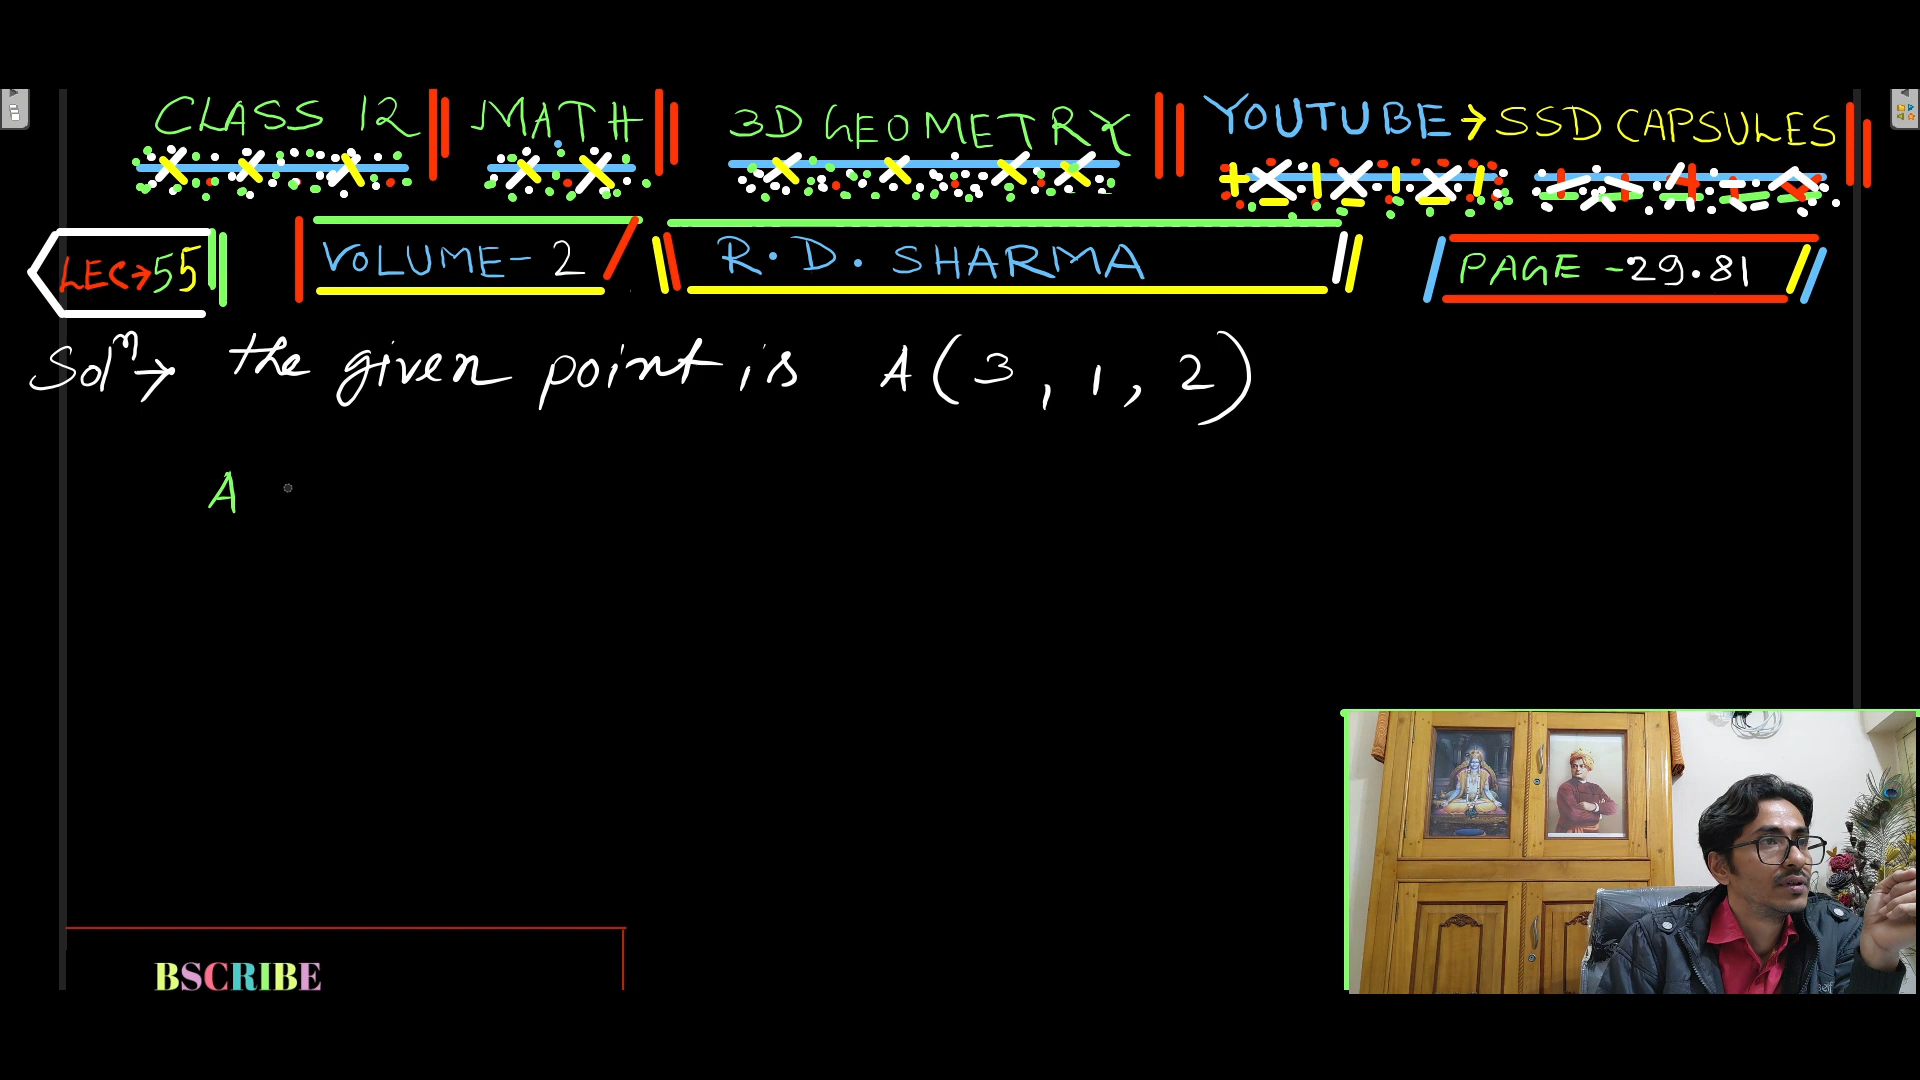 CLASS 12 MATH 3D GEOMETRY YOUTUBE → SSD CAPSULES
LEC→55 VOLUME-2 R.D. SHARMA PAGE -29.81
Solⁿ→ the given point is A(3, 1, 2)
A
BSCRIBE